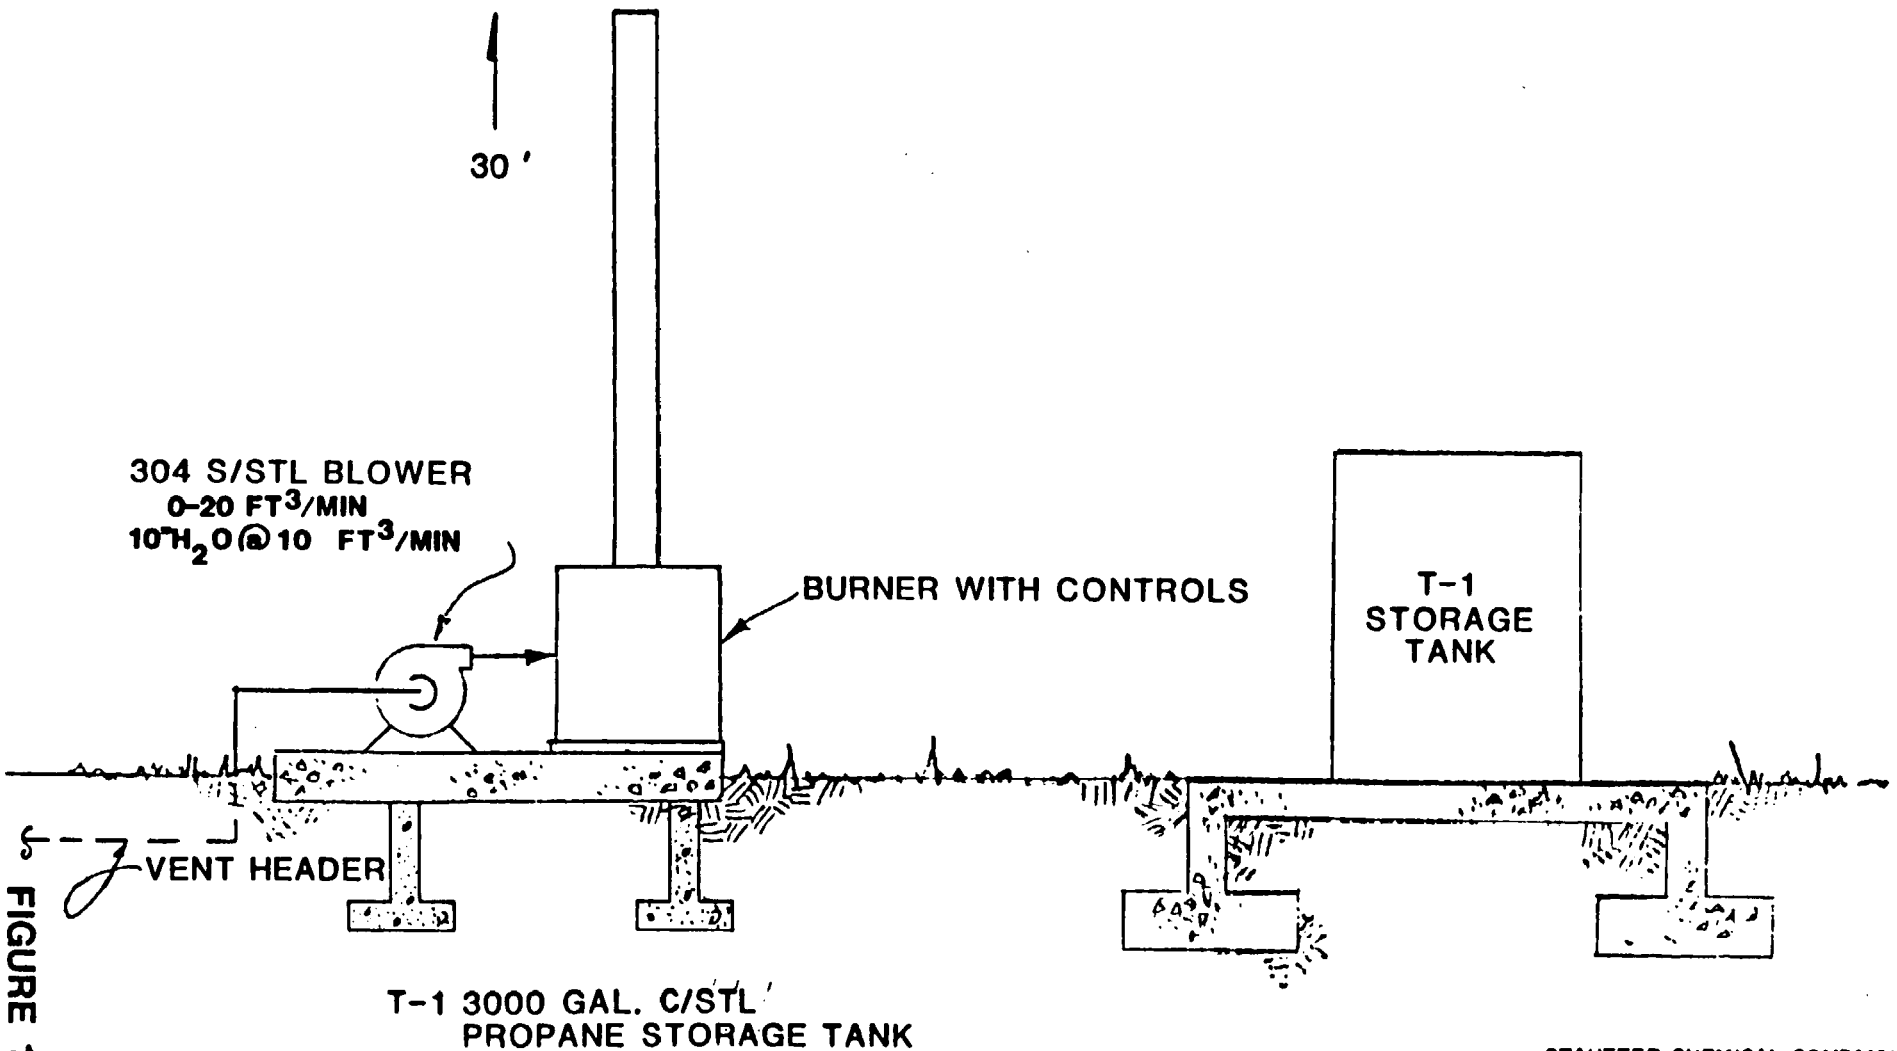 30'
304 S/STL BLOWER
0-20 FT³/MIN
10"H₂O@10 FT³/MIN
BURNER WITH CONTROLS
T-1
STORAGE
TANK
VENT HEADER
T-1 3000 GAL. C/STL
PROPANE STORAGE TANK
FIGURE